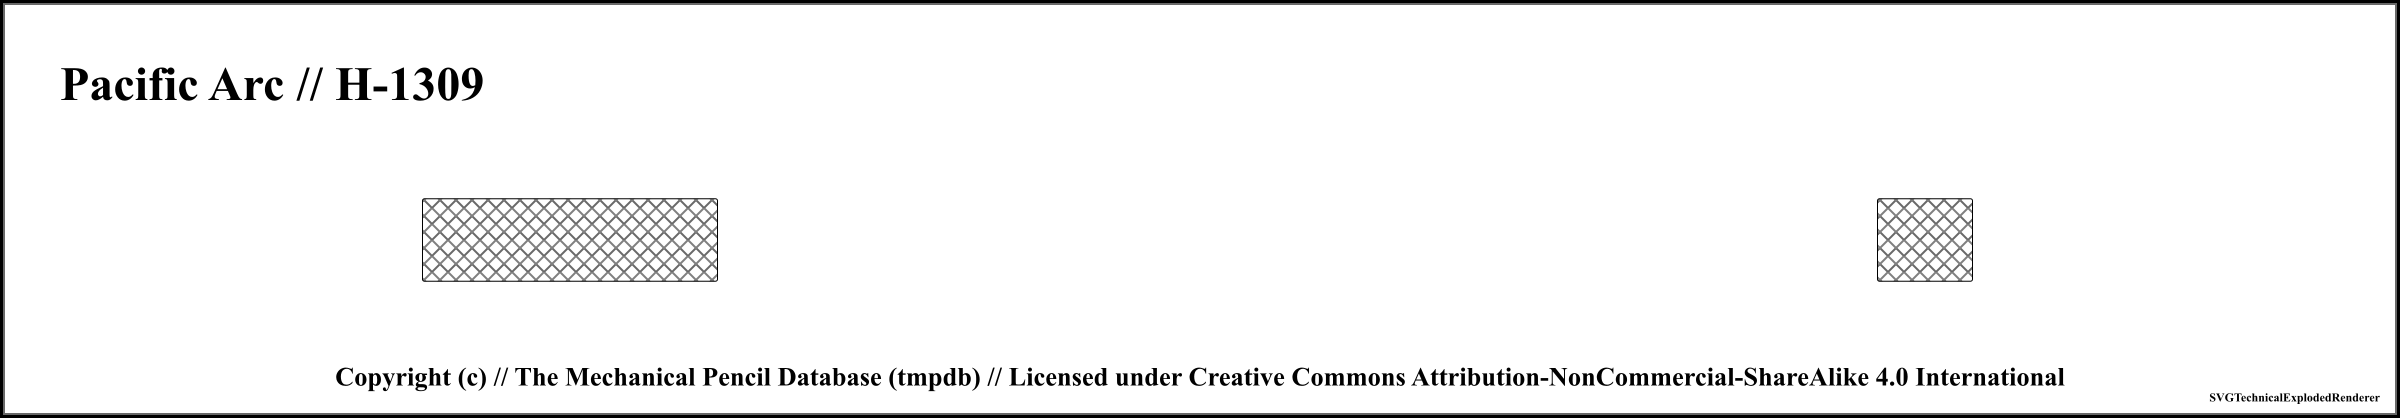 Pacific Arc // H-1309
Copyright (c) // The Mechanical Pencil Database (tmpdb) // Licensed under Creative Commons Attribution-NonCommercial-ShareAlike 4.0 International
SVGTechnicalExplodedRenderer